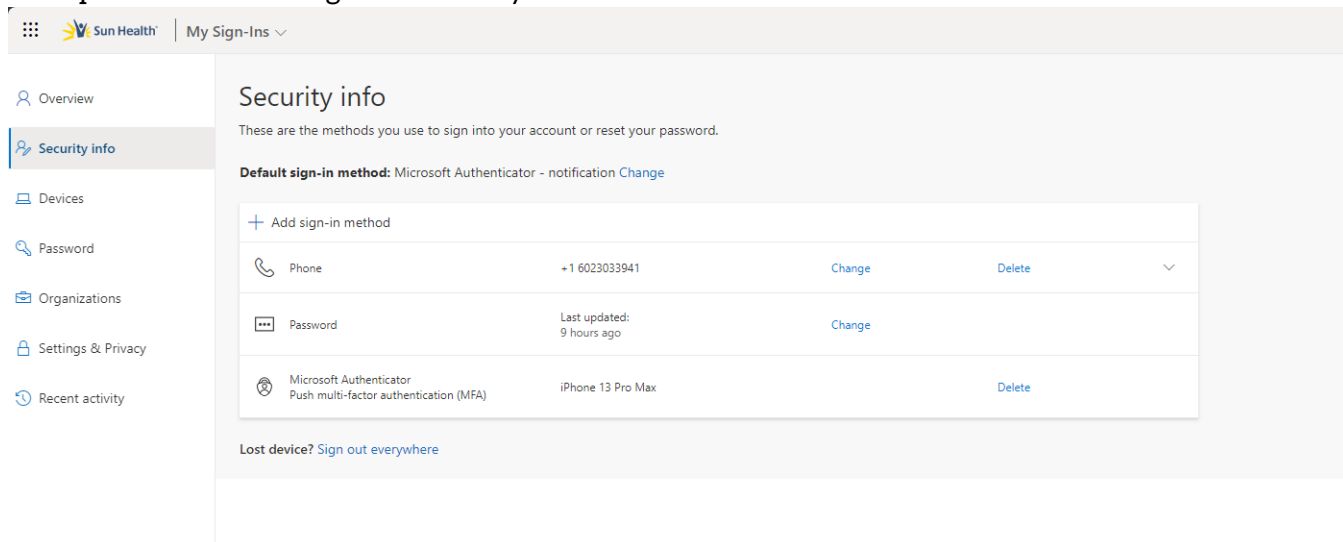 Sun Health
My Sign-Ins
Overview
Security info
Devices
Password
Organizations
Settings & Privacy
Recent activity
Security info
These are the methods you use to sign into your account or reset your password.
Default sign-in method: Microsoft Authenticator - notification Change
+ Add sign-in method
Phone +1 6023033941 Change Delete
Password Last updated: Change
9 hours ago
Microsoft Authenticator iPhone 13 Pro Max Delete
Push multi-factor authentication (MFA)
Lost device? Sign out everywhere